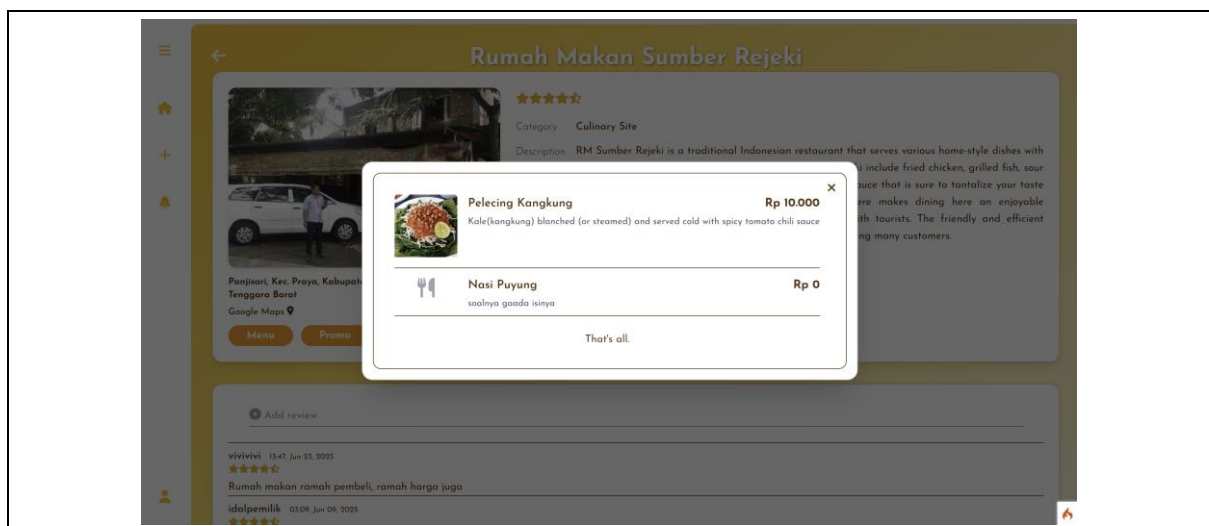 Rumah Makan Sumber Rejeki
Category Culinary Site
Description RM Sumber Rejeki is a traditional Indonesian restaurant that serves various home-style dishes with
include fried chicken, grilled fish, sour
sauce that is sure to tantalize your taste
makes dining here an enjoyable
tourists. The friendly and efficient
many customers.
Pelecing Kangkung Rp 10.000
Kale(kangkung) blanched (or steamed) and served cold with spicy tomato chili sauce
Nasi Puyung Rp 0
soalnya gaada isinya
That's all.
Panjisari, Kec. Praya,
Tenggara Barat
Google Maps
Menu Promo
Add review
vivivivi 13:47, Jun 23, 2025
Rumah makan ramah pembeli, ramah harga juga
idalpemilik 03:09, Jun 09, 2025